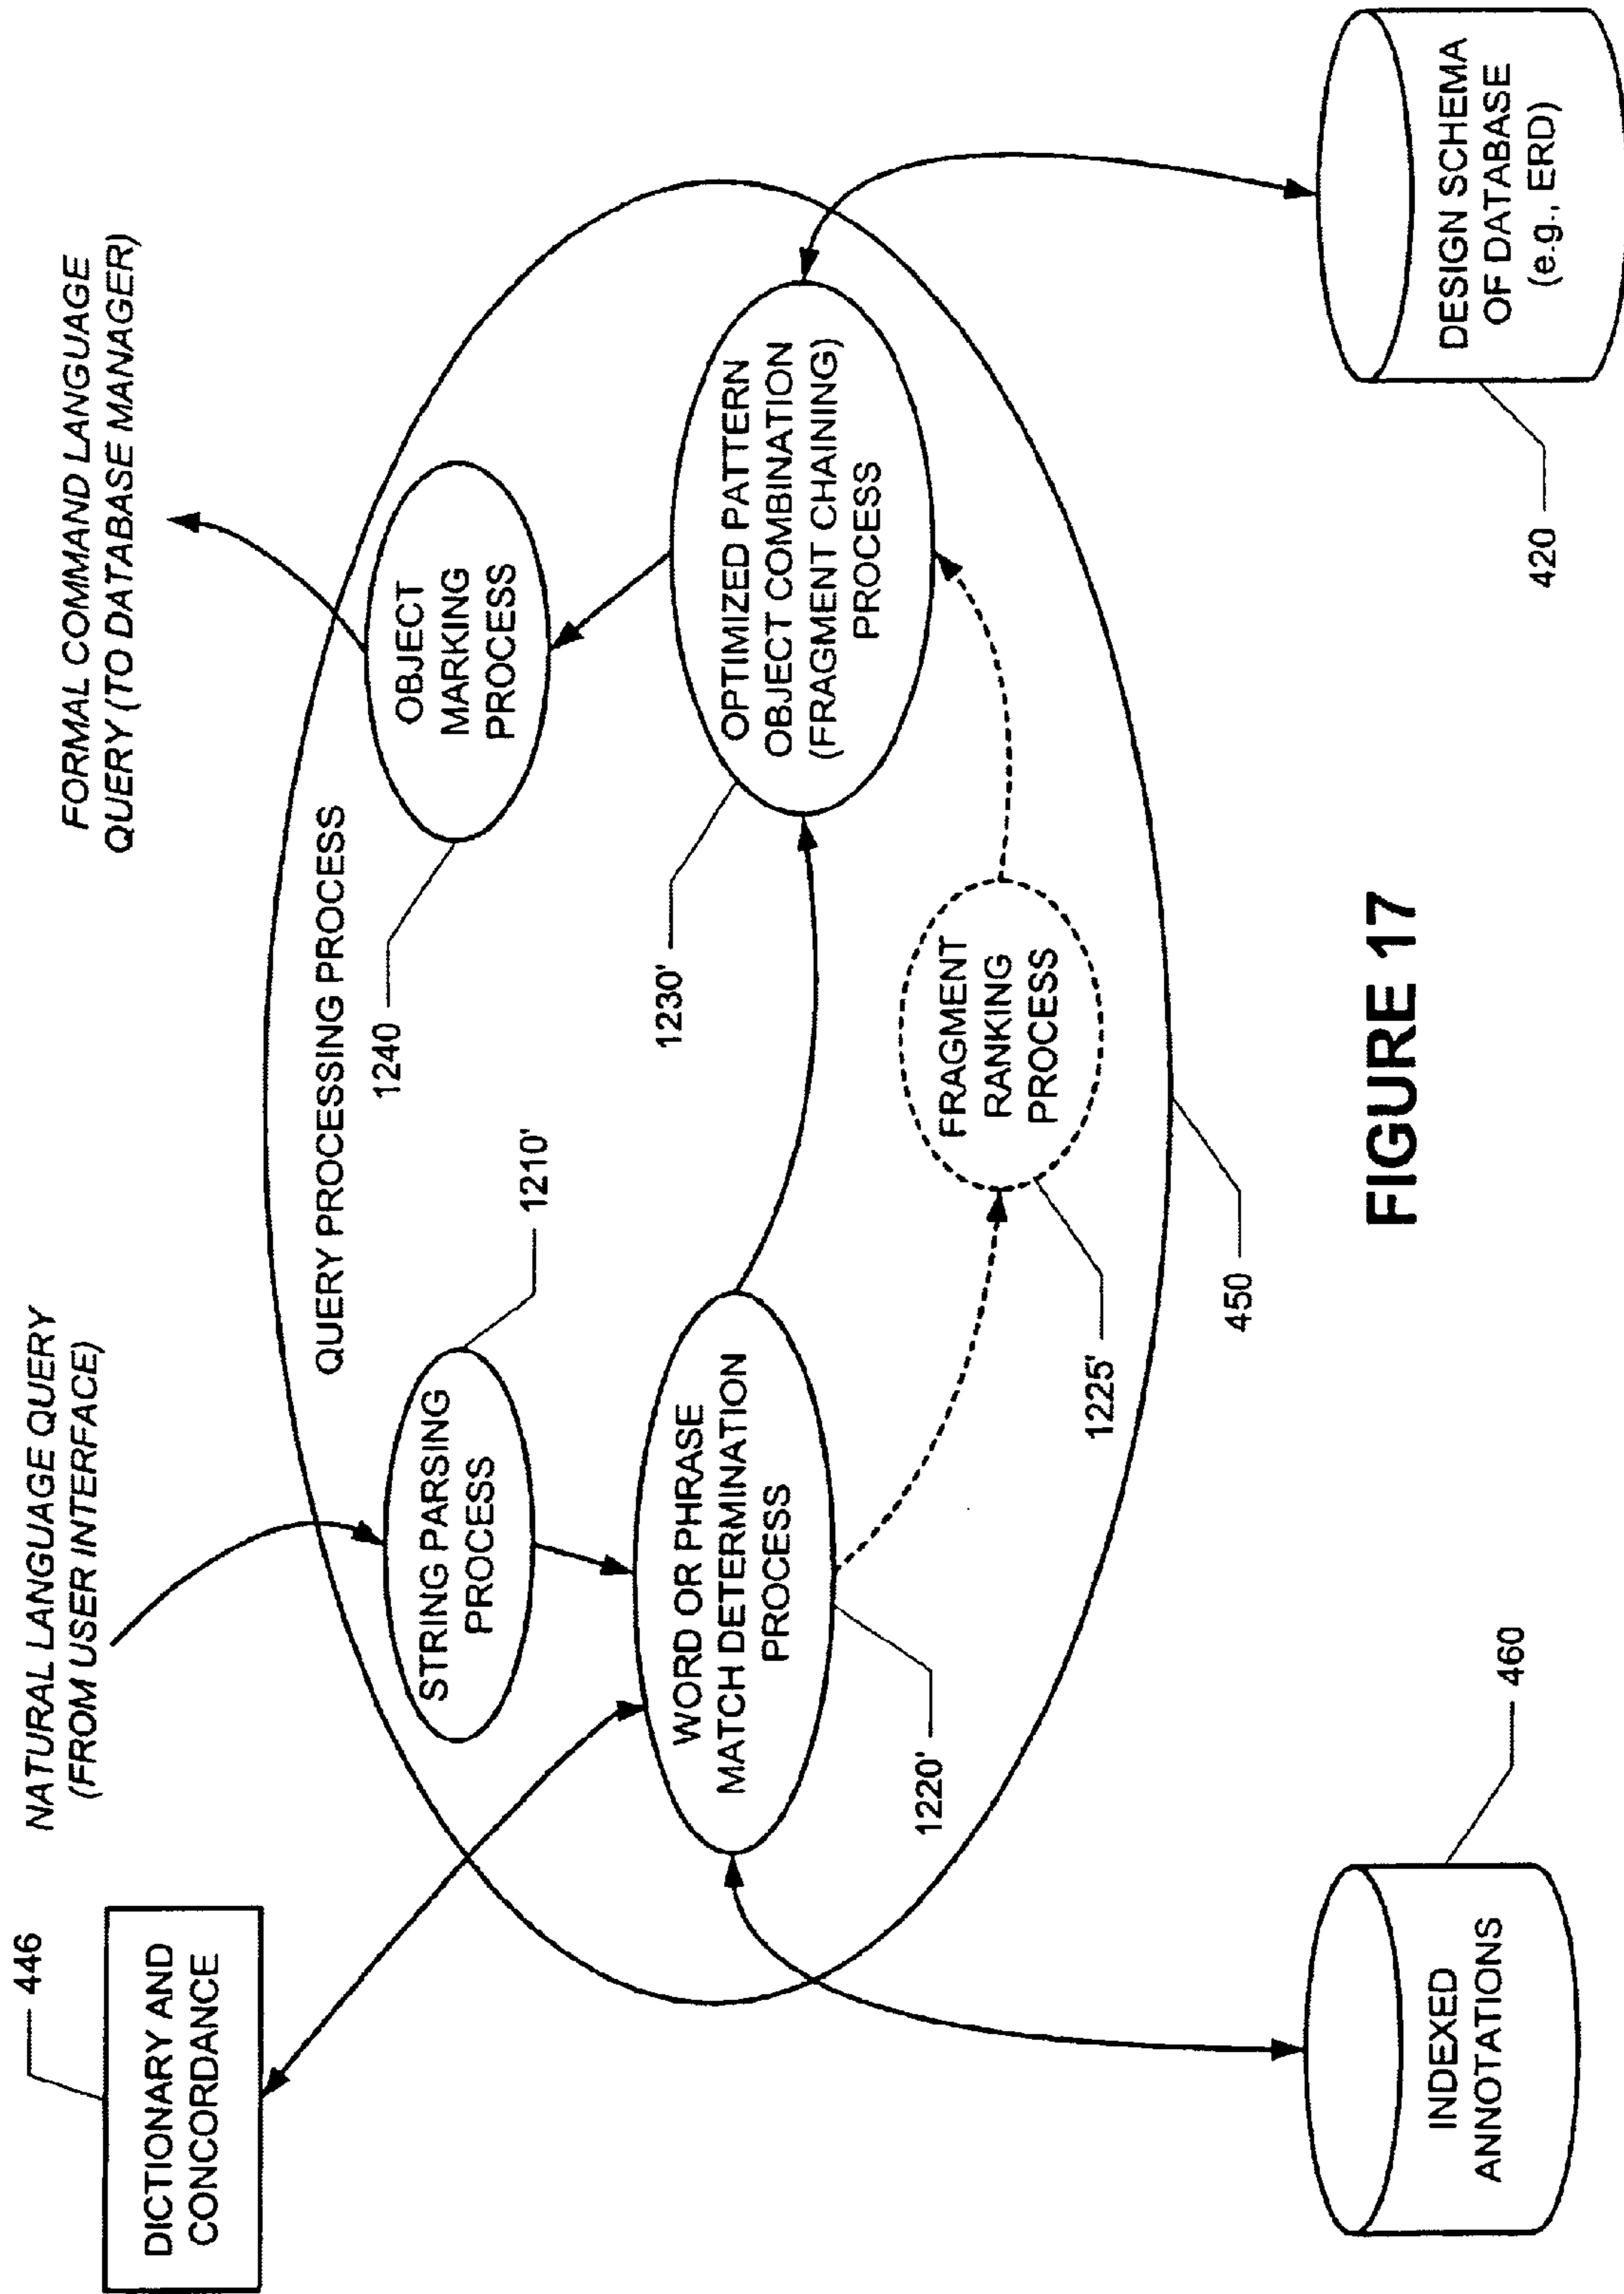 446
DICTIONARY AND
CONCORDANCE
NATURAL LANGUAGE QUERY
(FROM USER INTERFACE)
FORMAL COMMAND LANGUAGE
QUERY (TO DATABASE MANAGER)
QUERY PROCESSING PROCESS
STRING PARSING
PROCESS
1210'
1240
OBJECT
MARKING
PROCESS
WORD OR PHRASE
MATCH DETERMINATION
PROCESS
1220'
1230'
OPTIMIZED PATTERN
OBJECT COMBINATION
(FRAGMENT CHAINING)
PROCESS
FRAGMENT
RANKING
PROCESS
1225'
450
INDEXED
ANNOTATIONS
460
420
DESIGN SCHEMA
OF DATABASE
(e.g., ERD)
FIGURE 17